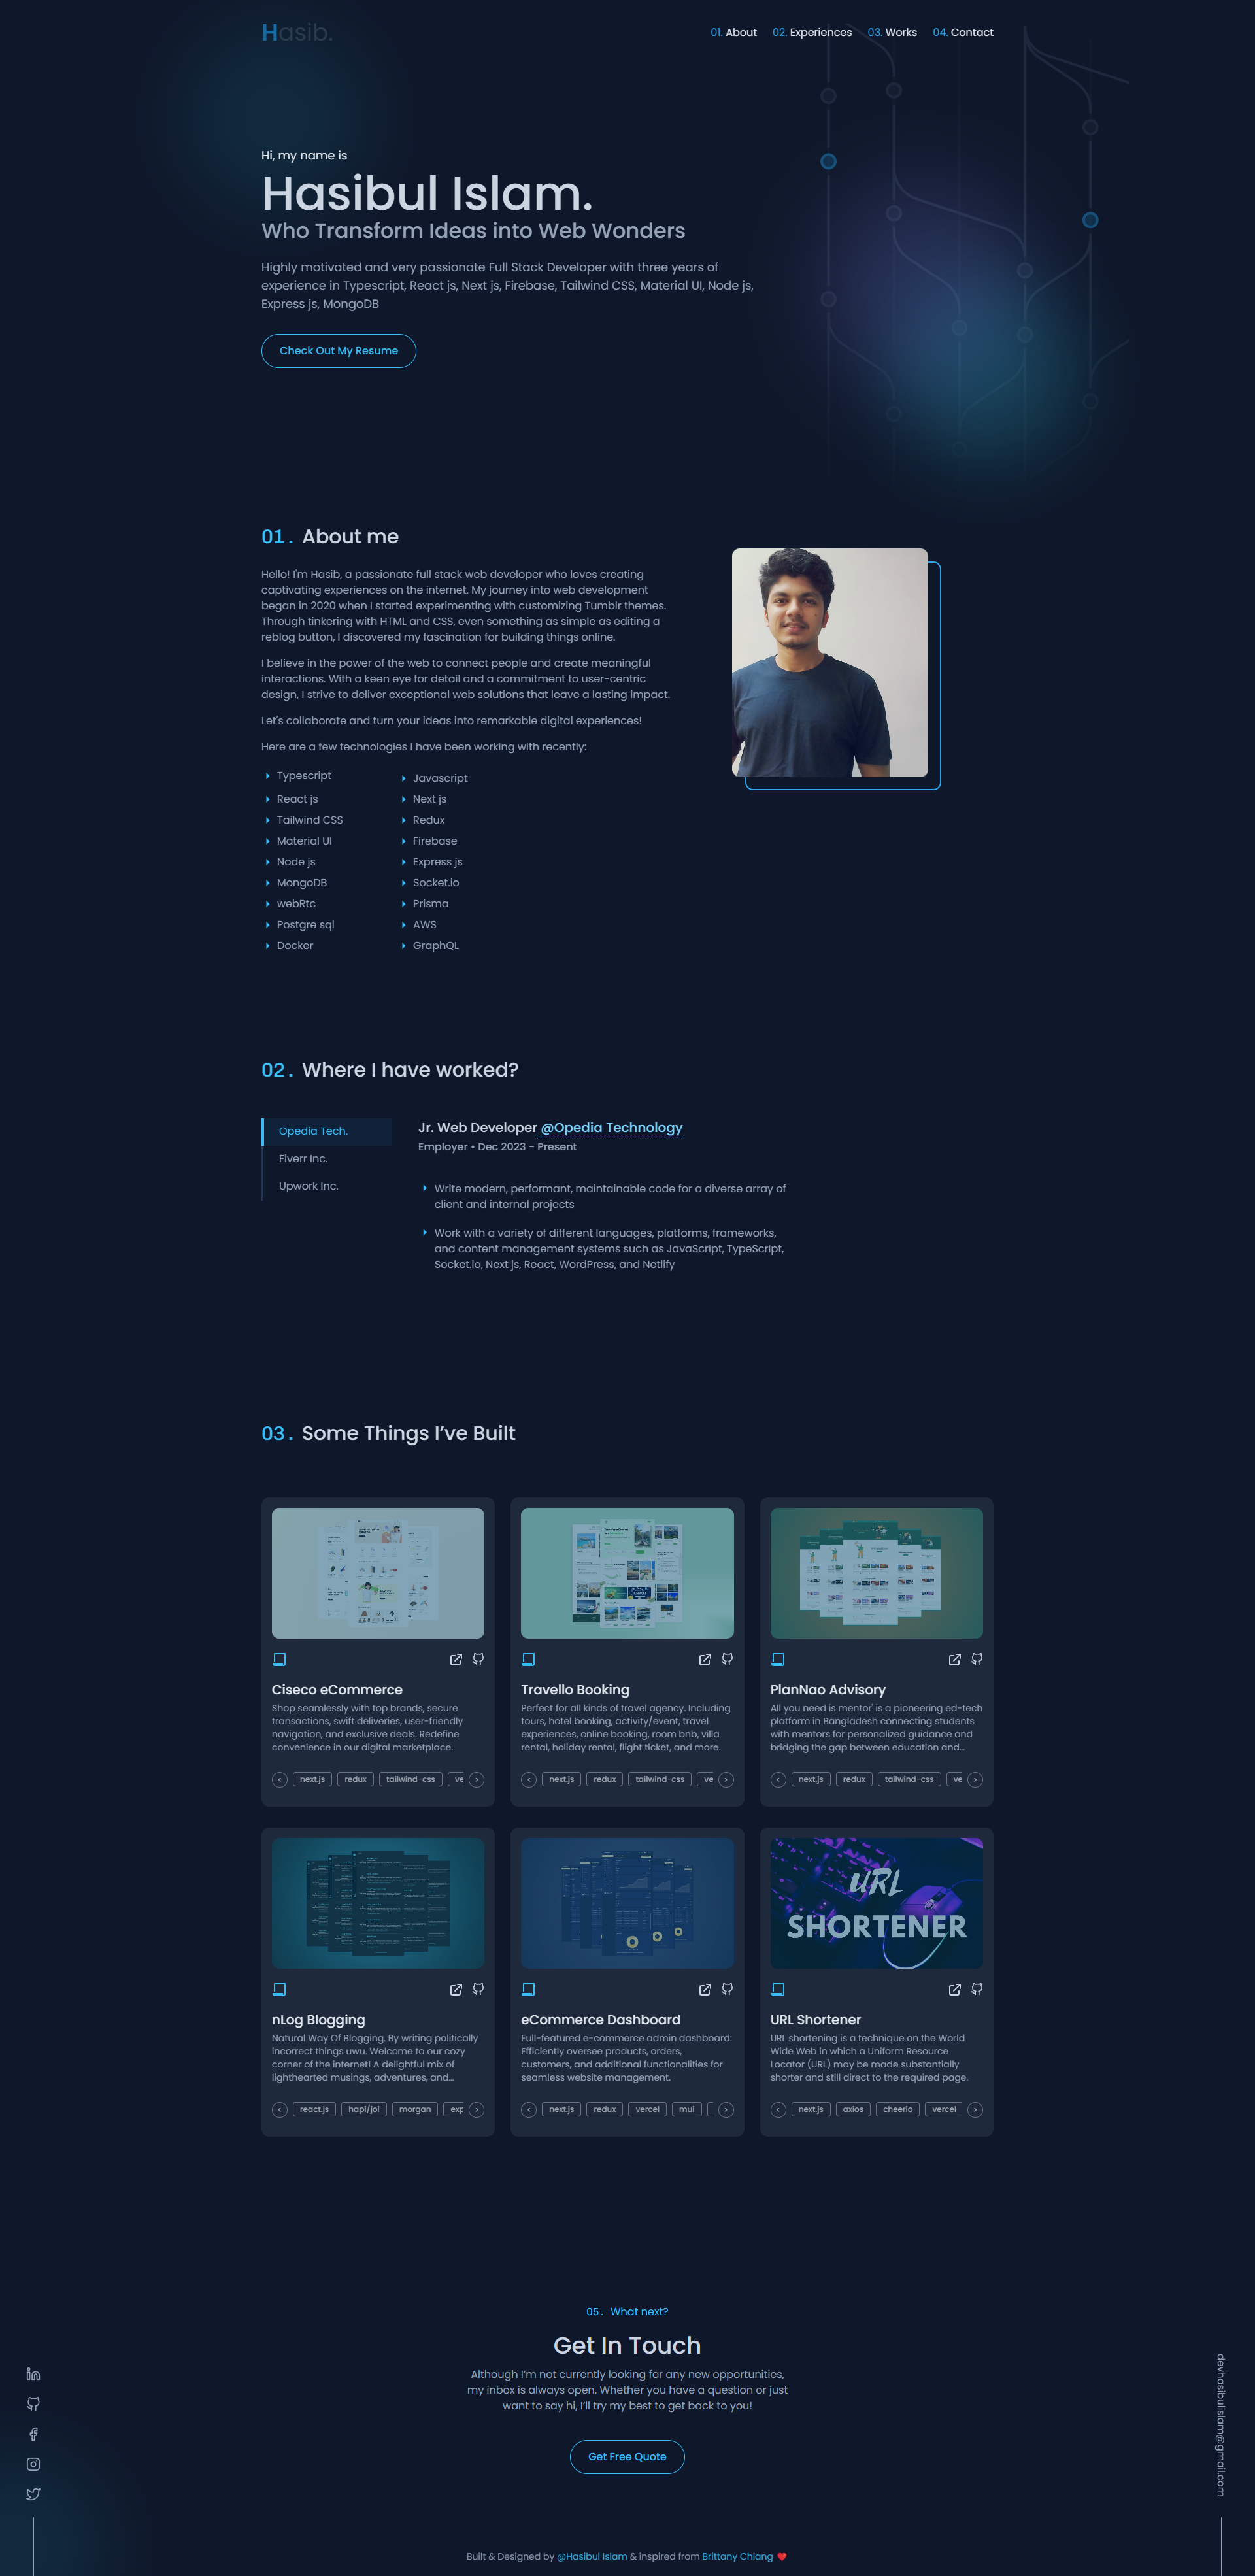 Hasib.
01. About 02. Experiences 03. Works 04. Contact
Hi, my name is
Hasibul Islam.
Who Transform Ideas into Web Wonders
Highly motivated and very passionate Full Stack Developer with three years of
experience in Typescript, React js, Next js, Firebase, Tailwind CSS, Material UI, Node js,
Express js, MongoDB
Check Out My Resume
01. About me
Hello! I'm Hasib, a passionate full stack web developer who loves creating
captivating experiences on the internet. My journey into web development
began in 2020 when I started experimenting with customizing Tumblr themes.
Through tinkering with HTML and CSS, even something as simple as editing a
reblog button, I discovered my fascination for building things online.
I believe in the power of the web to connect people and create meaningful
interactions. With a keen eye for detail and a commitment to user-centric
design, I strive to deliver exceptional web solutions that leave a lasting impact.
Let's collaborate and turn your ideas into remarkable digital experiences!
Here are a few technologies I have been working with recently:
Typescript
Javascript
React js
Next js
Tailwind CSS
Redux
Material UI
Firebase
Node js
Express js
MongoDB
Socket.io
webRtc
Prisma
Postgre sql
AWS
Docker
GraphQL
02. Where I have worked?
Opedia Tech.
Fiverr Inc.
Upwork Inc.
Jr. Web Developer @Opedia Technology
Employer • Dec 2023 - Present
Write modern, performant, maintainable code for a diverse array of
client and internal projects
Work with a variety of different languages, platforms, frameworks,
and content management systems such as JavaScript, TypeScript,
Socket.io, Next js, React, WordPress, and Netlify
03. Some Things I’ve Built
Ciseco eCommerce
Shop seamlessly with top brands, secure
transactions, swift deliveries, user-friendly
navigation, and exclusive deals. Redefine
convenience in our digital marketplace.
next.js redux tailwind-css ve
Travello Booking
Perfect for all kinds of travel agency. Including
tours, hotel booking, activity/event, travel
experiences, online booking, room bnb, villa
rental, holiday rental, flight ticket, and more.
next.js redux tailwind-css ve
PlanNao Advisory
All you need is mentor' is a pioneering ed-tech
platform in Bangladesh connecting students
with mentors for personalized guidance and
bridging the gap between education and…
next.js redux tailwind-css ve
nLog Blogging
Natural Way Of Blogging. By writing politically
incorrect things uwu. Welcome to our cozy
corner of the internet! A delightful mix of
lighthearted musings, adventures, and…
react.js hapi/joi morgan exp
eCommerce Dashboard
Full-featured e-commerce admin dashboard:
Efficiently oversee products, orders,
customers, and additional functionalities for
seamless website management.
next.js redux vercel mui
URL
SHORTENER
URL Shortener
URL shortening is a technique on the World
Wide Web in which a Uniform Resource
Locator (URL) may be made substantially
shorter and still direct to the required page.
next.js axios cheerio vercel
05. What next?
Get In Touch
Although I’m not currently looking for any new opportunities,
my inbox is always open. Whether you have a question or just
want to say hi, I’ll try my best to get back to you!
Get Free Quote
devhasibulislam@gmail.com
Built & Designed by @Hasibul Islam & inspired from Brittany Chiang